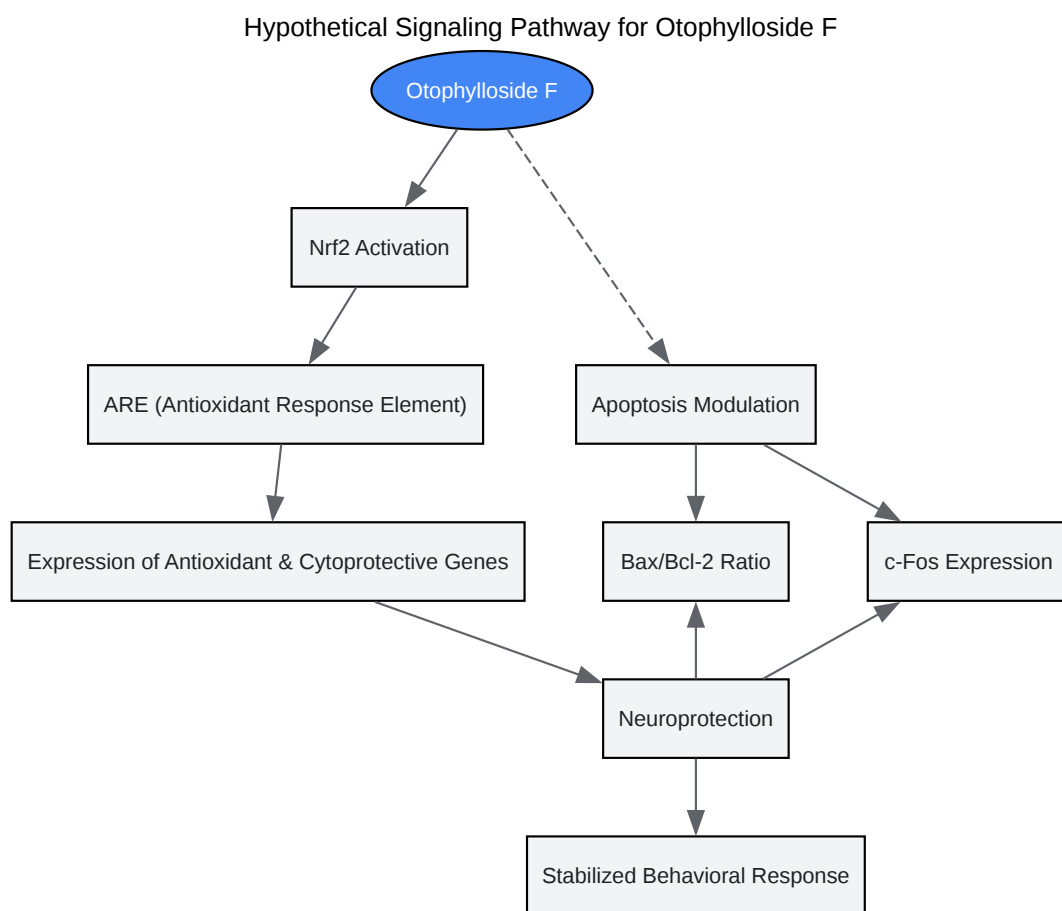 Hypothetical Signaling Pathway for Otophylloside F
Otophylloside F
Nrf2 Activation
ARE (Antioxidant Response Element)
Apoptosis Modulation
Expression of Antioxidant & Cytoprotective Genes
Bax/Bcl-2 Ratio
c-Fos Expression
Neuroprotection
Stabilized Behavioral Response